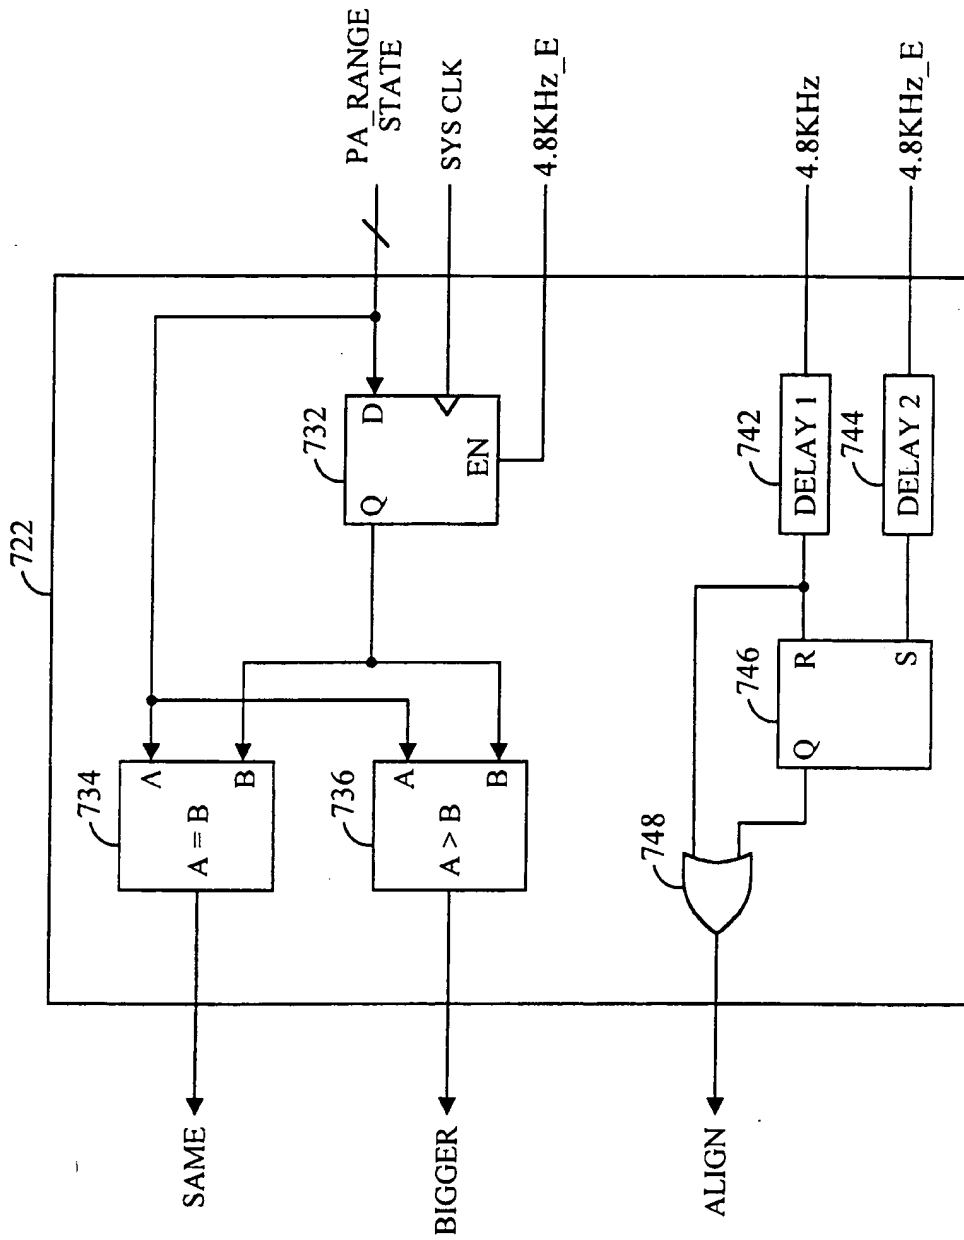 722
SAME
734
A = B
A
B
732
Q
D
EN
PA_RANGE
STATE
SYS CLK
4.8KHz_E
BIGGER
736
A > B
A
B
ALIGN
748
746
Q
R
S
742
DELAY 1
4.8KHz
744
DELAY 2
4.8KHz_E